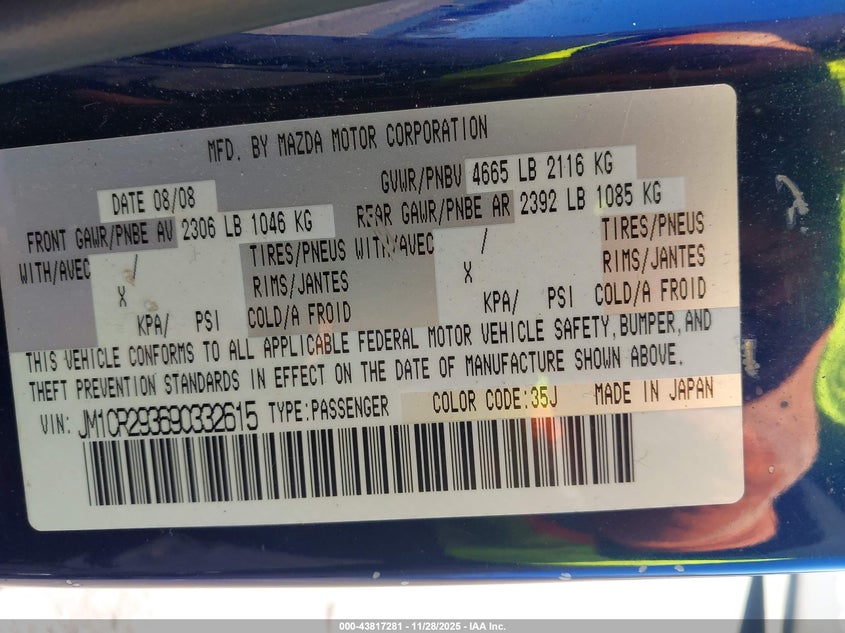 MFD. BY MAZDA MOTOR CORPORATION
DATE 08/08
GVWR/PNBV 4665 LB 2116 KG
FRONT GAWR/PNBE AV 2306 LB 1046 KG
REAR GAWR/PNBE AR 2392 LB 1085 KG
WITH/AVEC / TIRES/PNEUS
X RIMS/JANTES
KPA/ PSI COLD/A FROID
WITH/AVEC / TIRES/PNEUS
X RIMS/JANTES
KPA/ PSI COLD/A FROID
THIS VEHICLE CONFORMS TO ALL APPLICABLE FEDERAL MOTOR VEHICLE SAFETY, BUMPER, AND
THEFT PREVENTION STANDARDS IN EFFECT ON THE DATE OF MANUFACTURE SHOWN ABOVE.
VIN: JM1CR293690332615 TYPE:PASSENGER COLOR CODE:35J MADE IN JAPAN
000-43817281 - 11/28/2025 - IAA Inc.